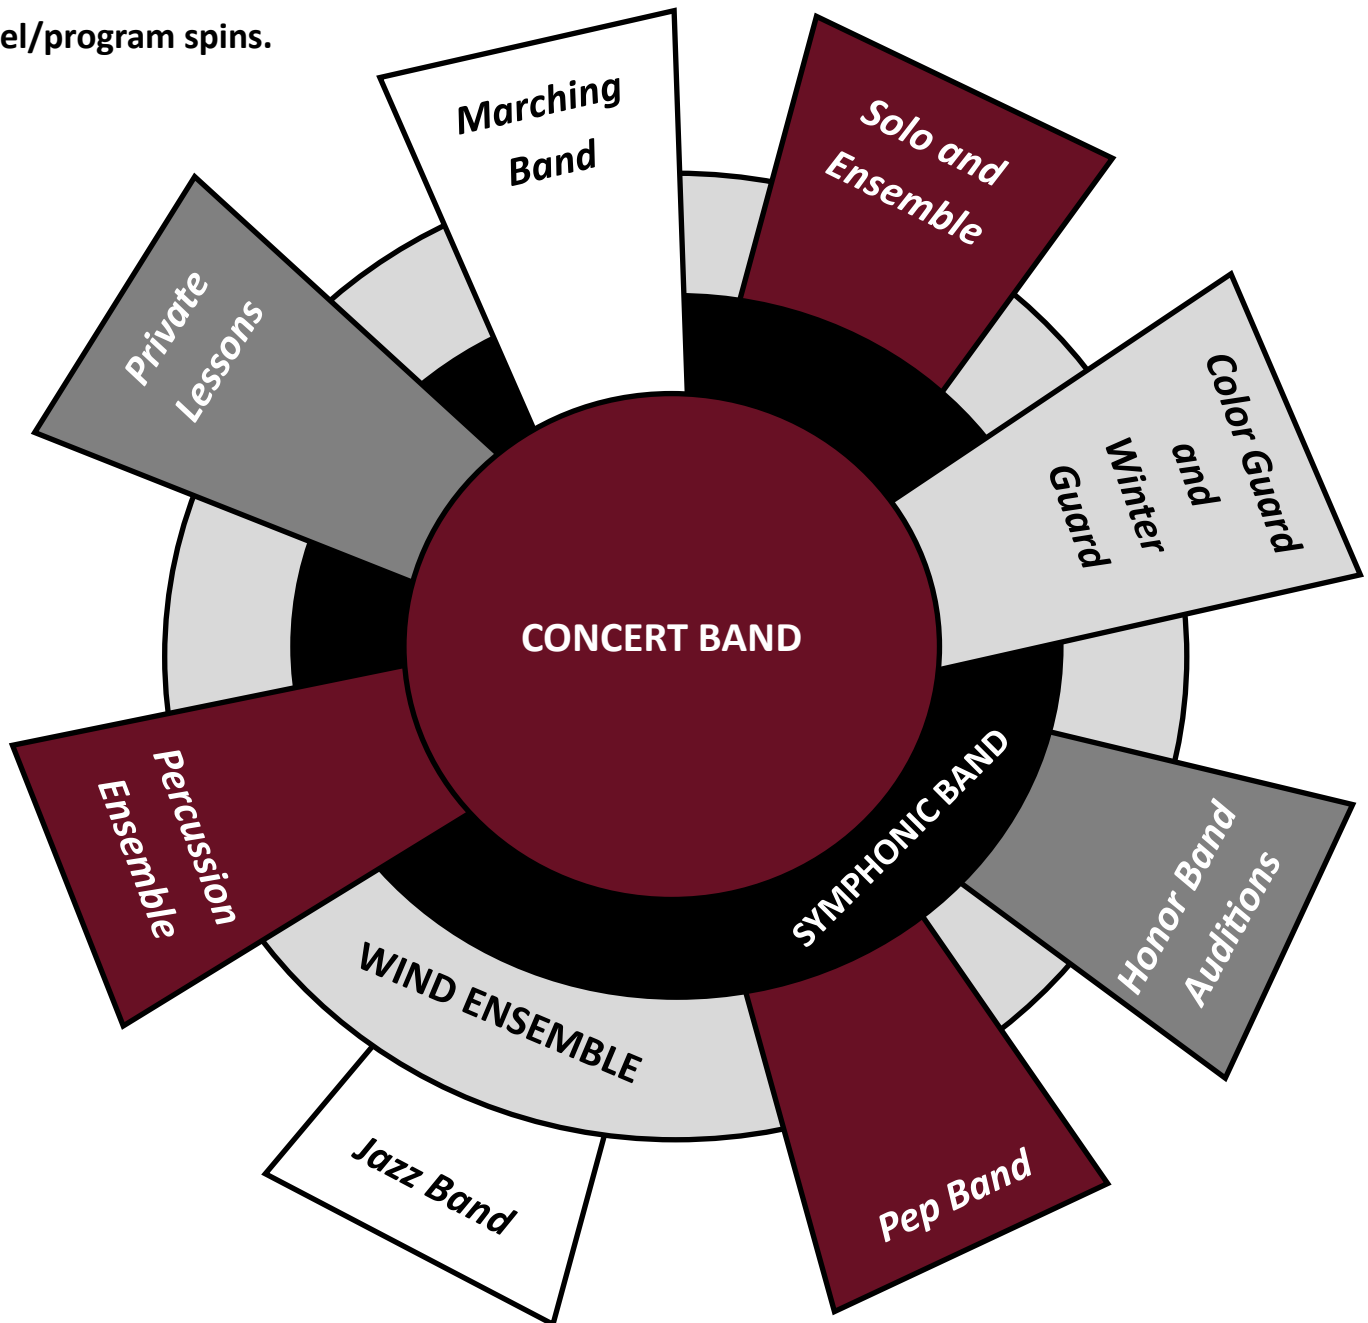 el/program spins.
Marching
Band
Solo and
Ensemble
Private
Lessons
Color Guard
and
Winter
Guard
CONCERT BAND
SYMPHONIC BAND
Percussion
Ensemble
Honor Band
Auditions
WIND ENSEMBLE
Jazz Band
Pep Band